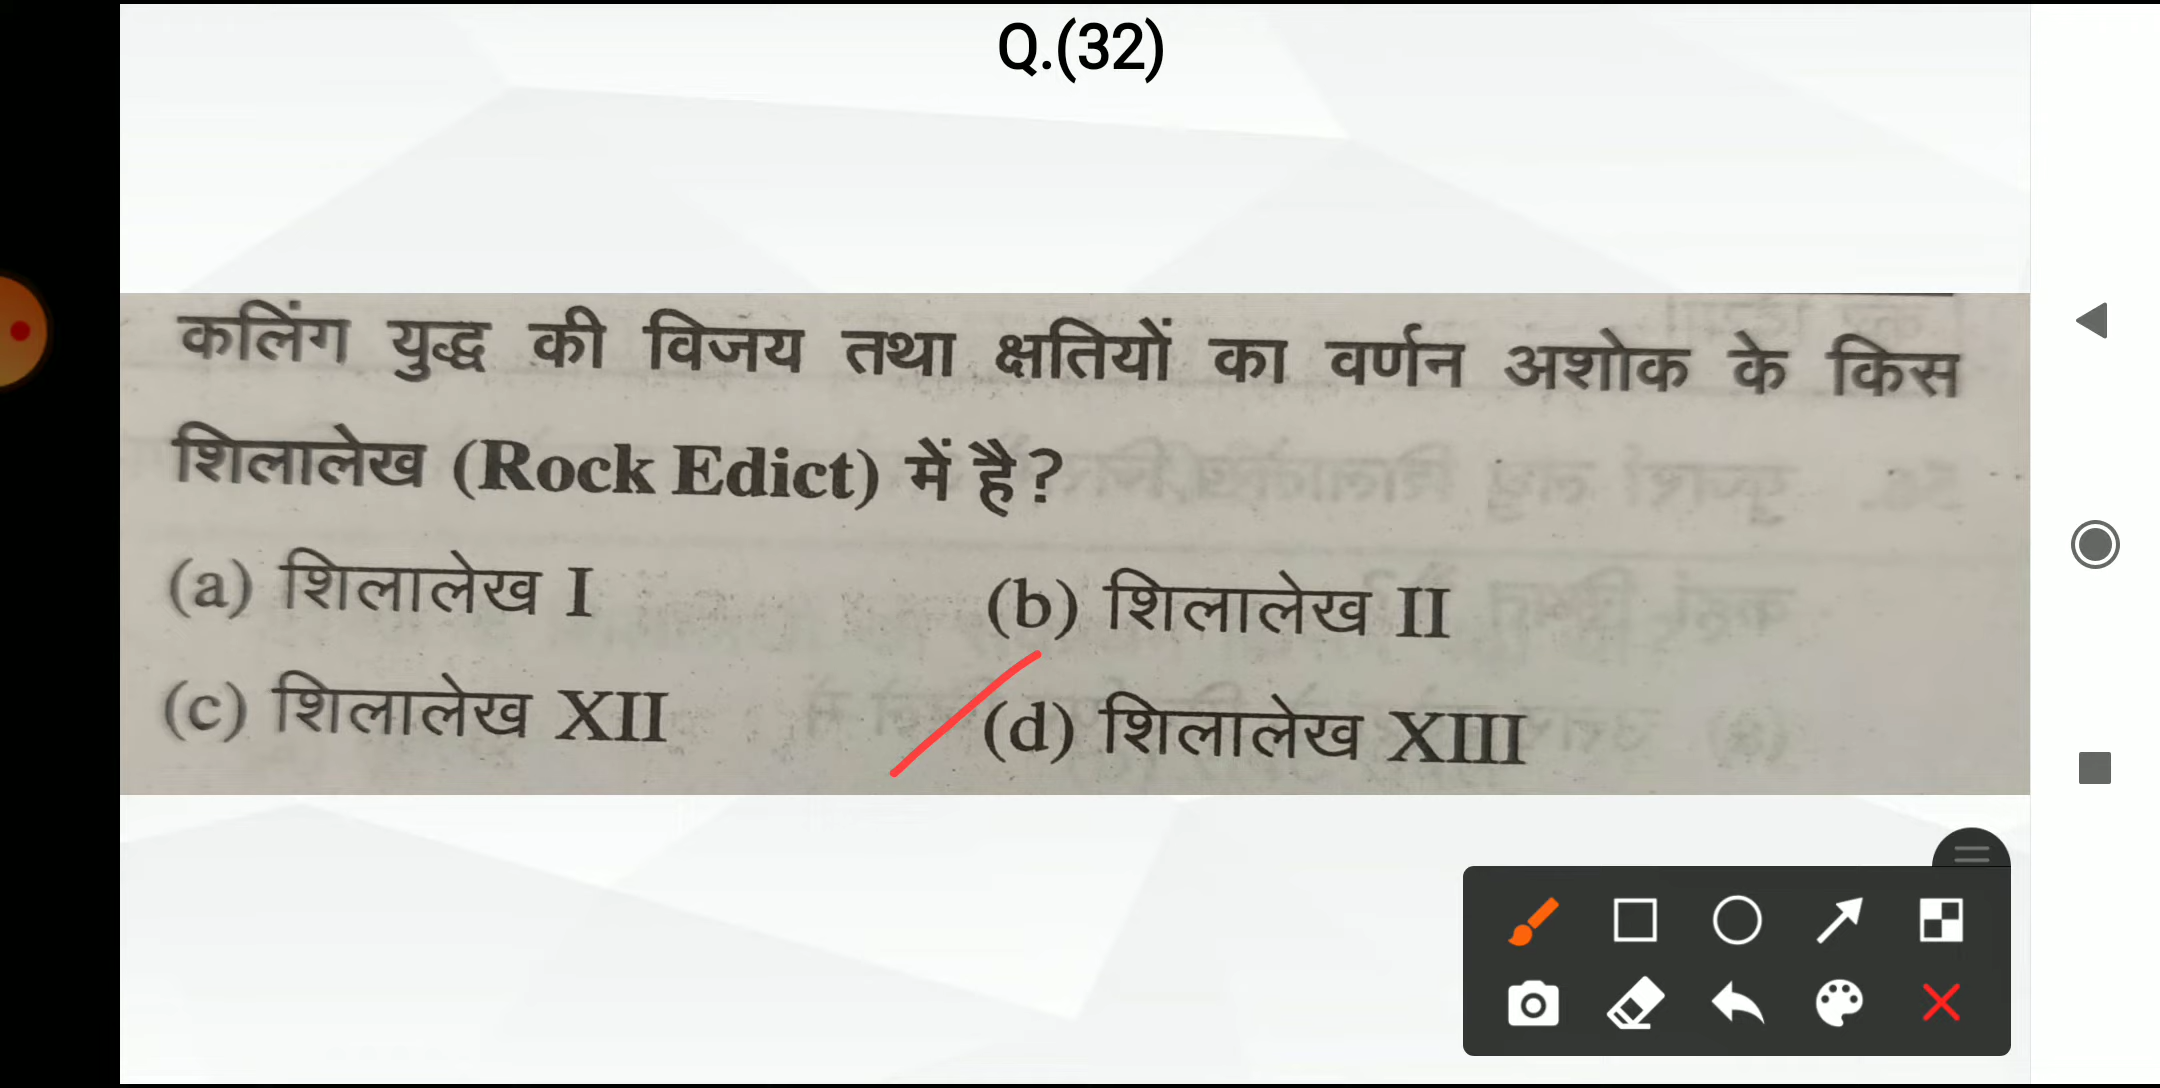 Q.(32)
कलिंग युद्ध की विजय तथा क्षतियों का वर्णन अशोक के किस
शिलालेख (Rock Edict) में है?
(a) शिलालेख I
(b) शिलालेख II
(c) शिलालेख XII
(d) शिलालेख XIII